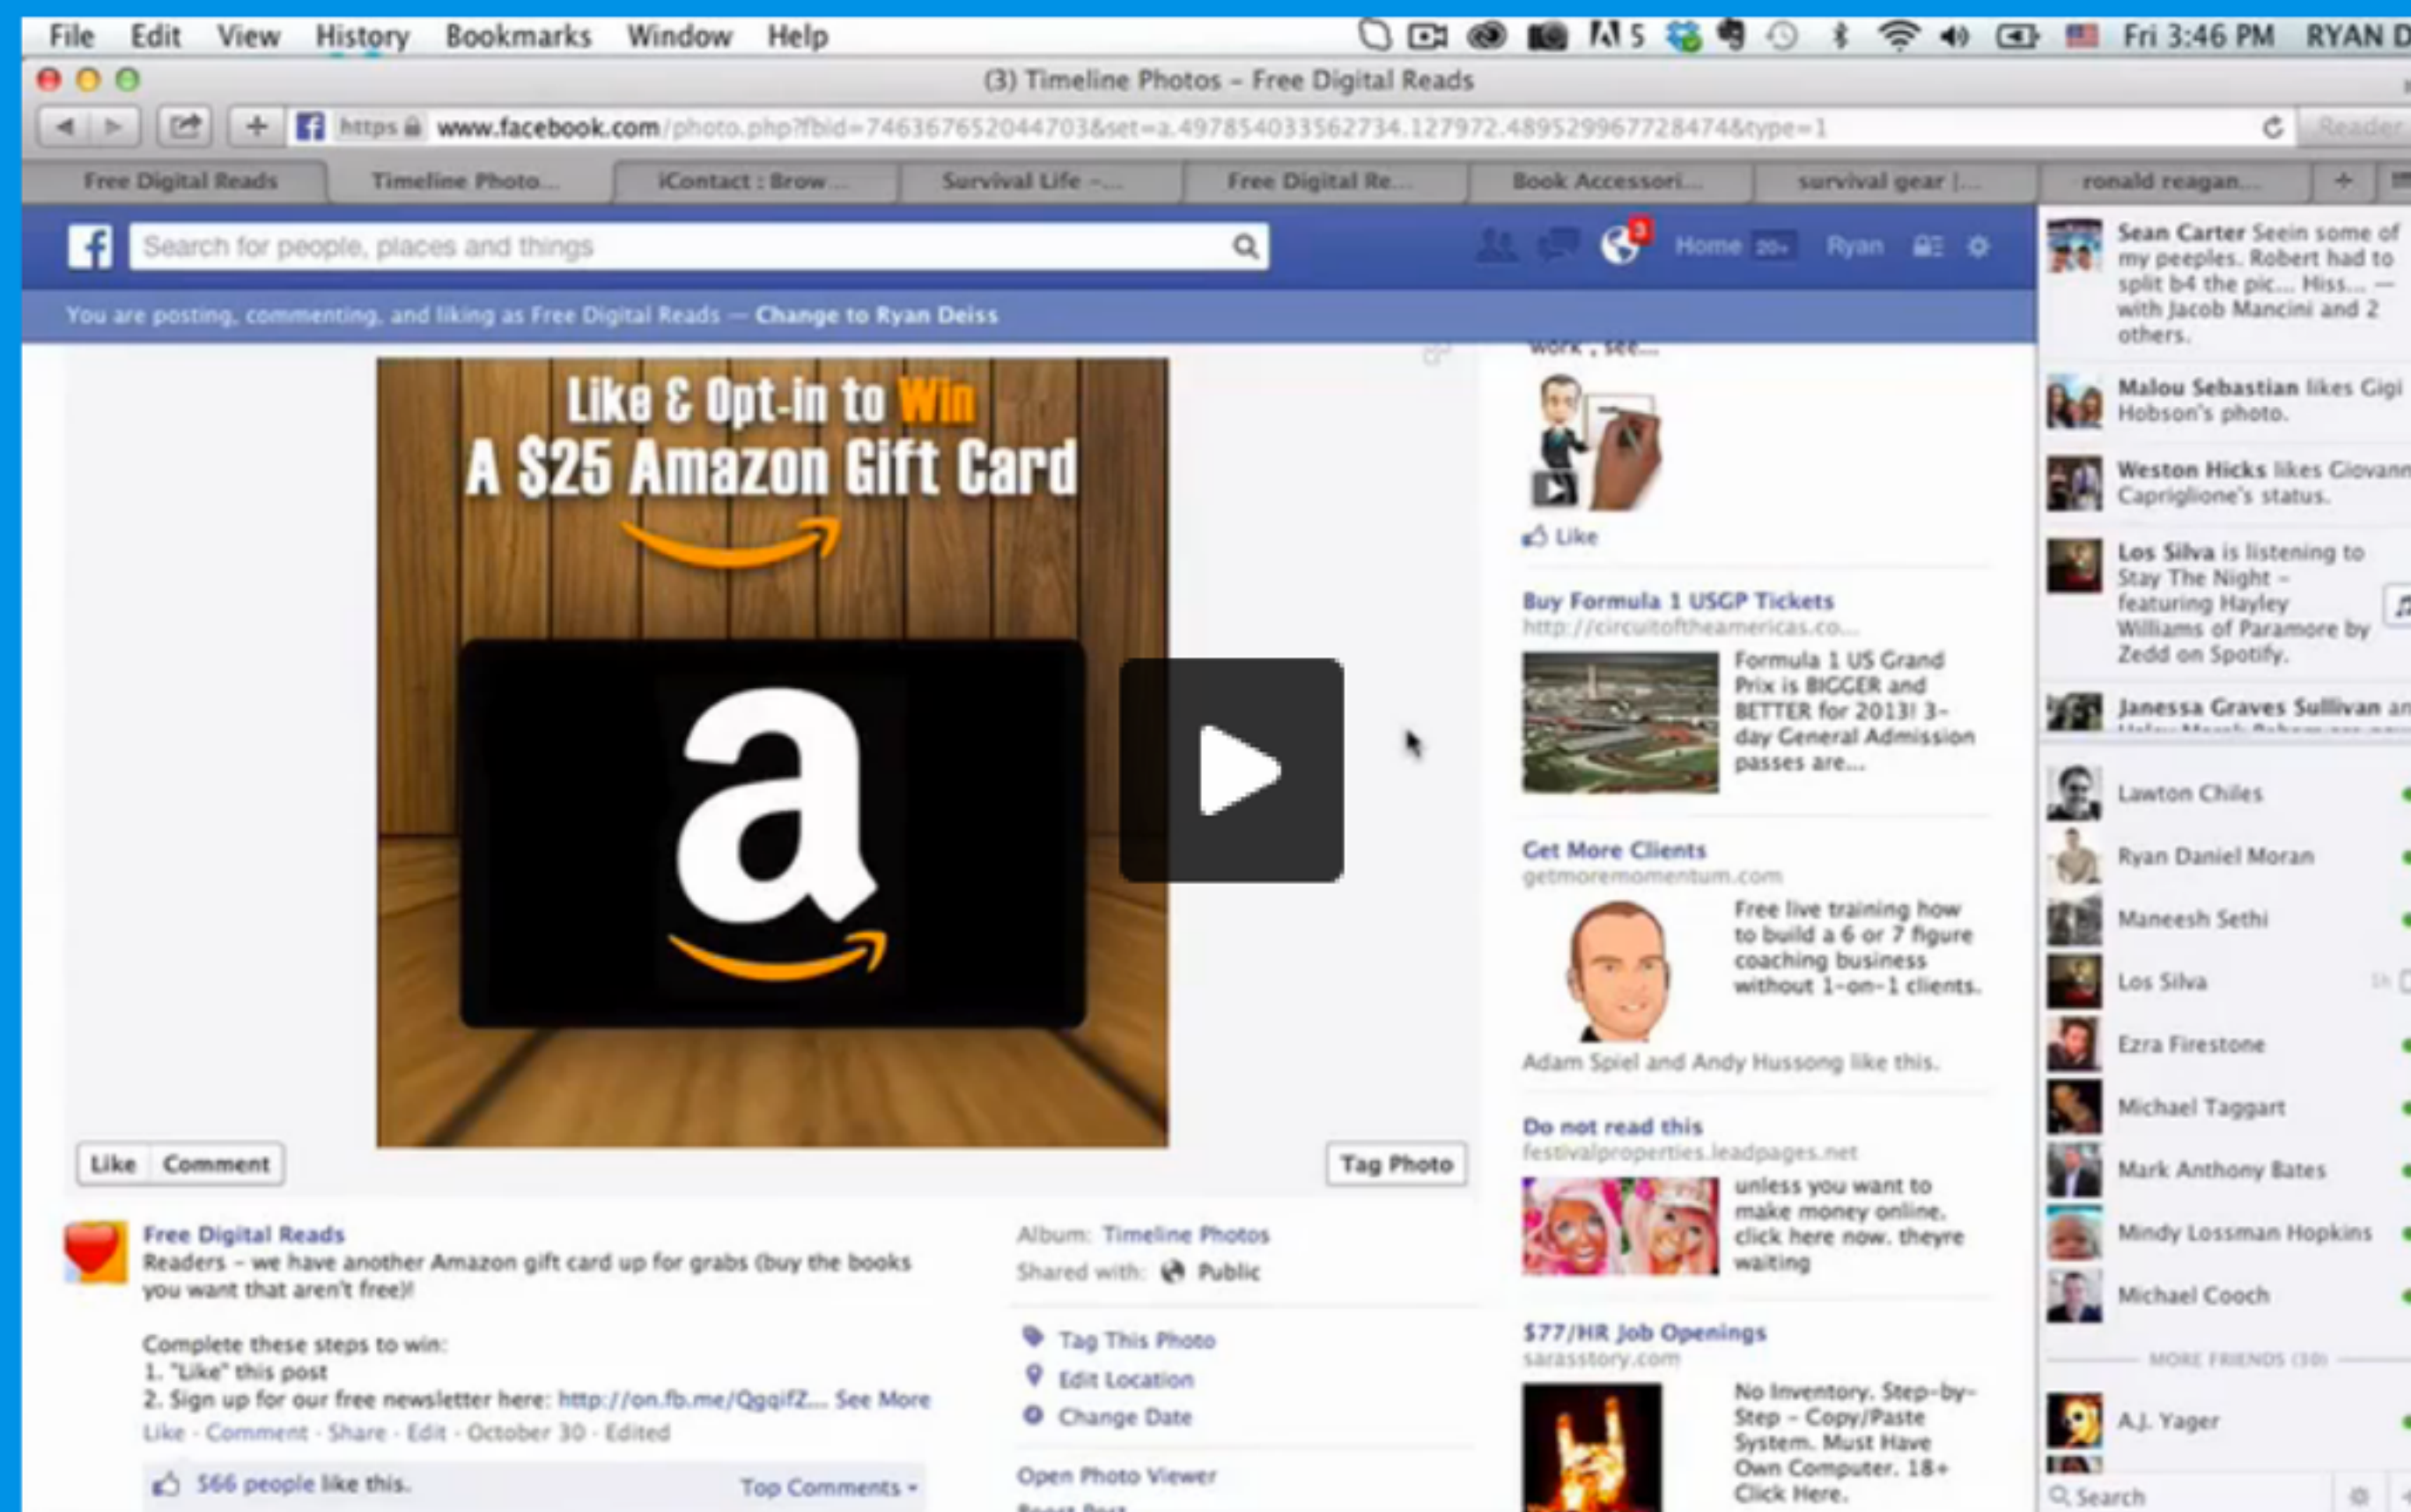 File Edit View History Bookmarks Window Help
5 Fri 3:46 PM RYAN D
(3) Timeline Photos – Free Digital Reads
https www.facebook.com/photo.php?fbid=746367652044703&set=a.497854033562734.127972.489529967728474&type=1
Reader
Free Digital Reads
Timeline Photo...
iContact : Brow...
Survival Life –...
Free Digital Re...
Book Accessori...
survival gear |...
ronald reagan...
+
f
Search for people, places and things
3
Home 20+
Ryan
You are posting, commenting, and liking as Free Digital Reads — Change to Ryan Deiss
Like & Opt-in to Win
A $25 Amazon Gift Card
a
Like Comment
Tag Photo
Free Digital Reads
Readers – we have another Amazon gift card up for grabs (buy the books
you want that aren't free)!
Complete these steps to win:
1. "Like" this post
2. Sign up for our free newsletter here: http://on.fb.me/QgqifZ... See More
Like · Comment · Share · Edit · October 30 · Edited
566 people like this.
Top Comments
Album: Timeline Photos
Shared with: Public
Tag This Photo
Edit Location
Change Date
Open Photo Viewer
work , see...
Like
Buy Formula 1 USGP Tickets
http://circuitoftheamericas.co...
Formula 1 US Grand
Prix is BIGGER and
BETTER for 2013! 3-
day General Admission
passes are...
Get More Clients
getmoremomentum.com
Free live training how
to build a 6 or 7 figure
coaching business
without 1-on-1 clients.
Adam Spiel and Andy Hussong like this.
Do not read this
festivalproperties.leadpages.net
unless you want to
make money online.
click here now. theyre
waiting
$77/HR Job Openings
sarasstory.com
No Inventory. Step-by-
Step – Copy/Paste
System. Must Have
Own Computer. 18+
Click Here.
Sean Carter Seein some of
my peeples. Robert had to
split b4 the pic... Hiss... —
with Jacob Mancini and 2
others.
Malou Sebastian likes Gigi
Hobson's photo.
Weston Hicks likes Giovann
Capriglione's status.
Los Silva is listening to
Stay The Night –
featuring Hayley
Williams of Paramore by
Zedd on Spotify.
Janessa Graves Sullivan an
Lawton Chiles
Ryan Daniel Moran
Maneesh Sethi
Los Silva 1h
Ezra Firestone
Michael Taggart
Mark Anthony Bates
Mindy Lossman Hopkins
Michael Cooch
MORE FRIENDS (30)
A.J. Yager
Search